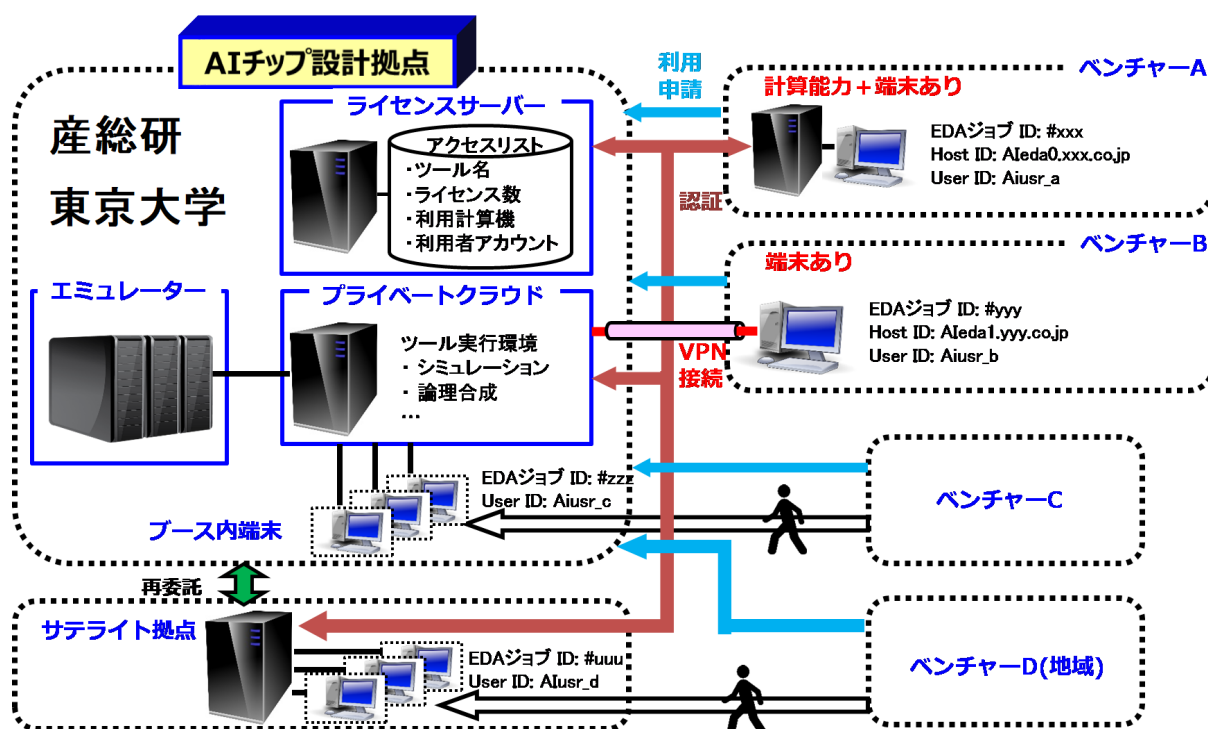 AIチップ設計拠点
産総研
東京大学
ライセンスサーバー
アクセスリスト
・ツール名
・ライセンス数
・利用計算機
・利用者アカウント
エミュレーター
プライベートクラウド
ツール実行環境
・ シミュレーション
・ 論理合成
…
EDAジョブ ID: #zzz
User ID: Aiusr_c
ブース内端末
再委託
サテライト拠点
EDAジョブ ID: #uuu
User ID: AIusr_d
利用
申請
認証
VPN
接続
ベンチャーA
計算能力+端末あり
EDAジョブ ID: #xxx
Host ID: AIeda0.xxx.co.jp
User ID: Aiusr_a
ベンチャーB
端末あり
EDAジョブ ID: #yyy
Host ID: AIeda1.yyy.co.jp
User ID: Aiusr_b
ベンチャーC
ベンチャーD(地域)